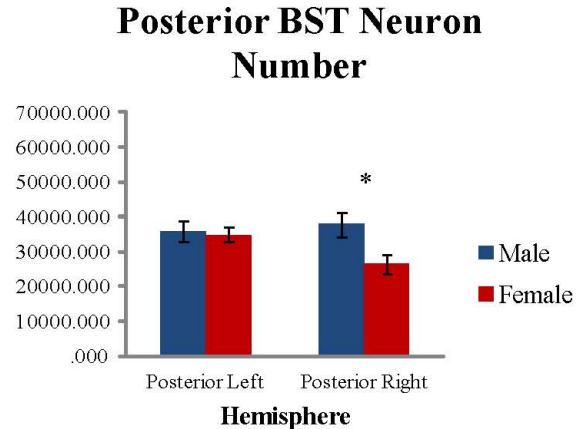 Posterior BST Neuron
Number
70000.000
60000.000
50000.000
40000.000
30000.000
20000.000
10000.000
.000
*
Male
Female
Posterior Left
Posterior Right
Hemisphere